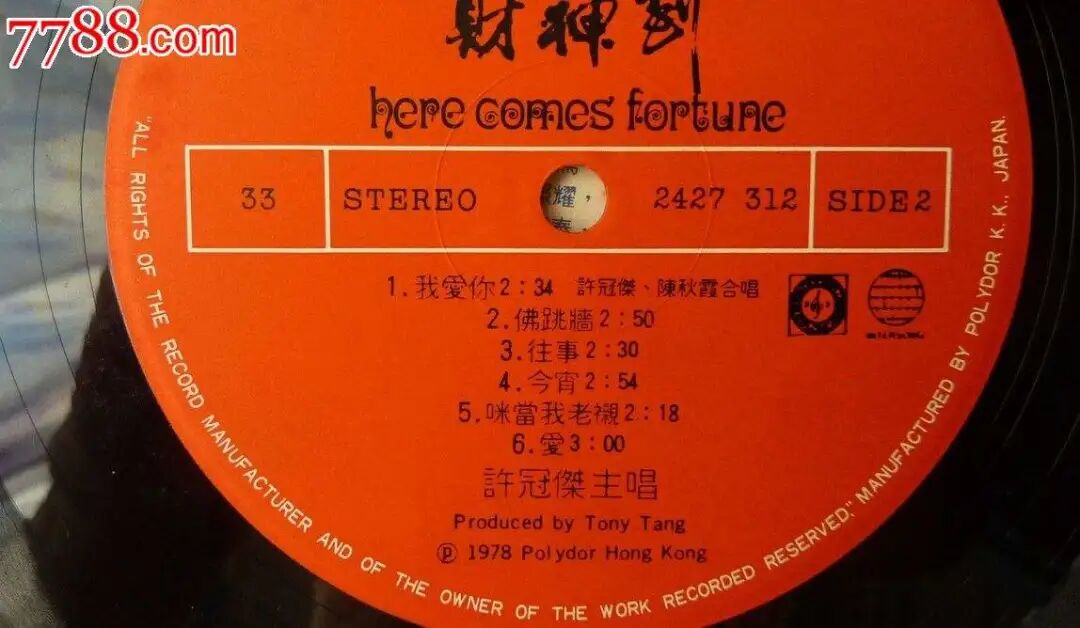 7788.com
財神到
here comes fortune
33 STEREO 2427 312 SIDE 2
耀,
1.我愛你2:34 許冠傑、陳秋霞合唱
2.佛跳牆2:50
3.往事2:30
4.今宵2:54
5.咪當我老襯2:18
6.愛3:00
許冠傑主唱
Produced by Tony Tang
℗ 1978 Polydor Hong Kong
"ALL RIGHTS OF THE RECORD MANUFACTURER AND OF THE OWNER OF THE WORK RECORDED RESERVED," MANUFACTURED BY POLYDOR K.K., JAPAN.